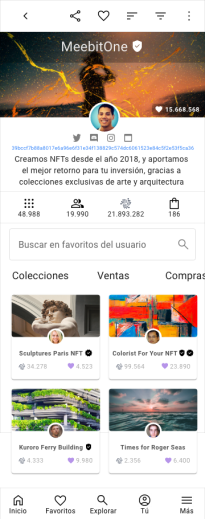 MeebitOne
15.668.568
Creamos NFTs desde el año 2018, y aportamos
el mejor retorno para tu inversión, gracias a
colecciones exclusivas de arte y arquitectura
48.988 19.990 21.893.282 186
Buscar en favoritos del usuario
Colecciones Ventas Compras
Sculptures Paris NFT Colorist For Your NFT
34.278 4.523 99.564 23.890
Kuroro Ferry Building Times for Roger Seas
4.333 9.980 2.356 6.400
Inicio Favoritos Explorar Tú Más